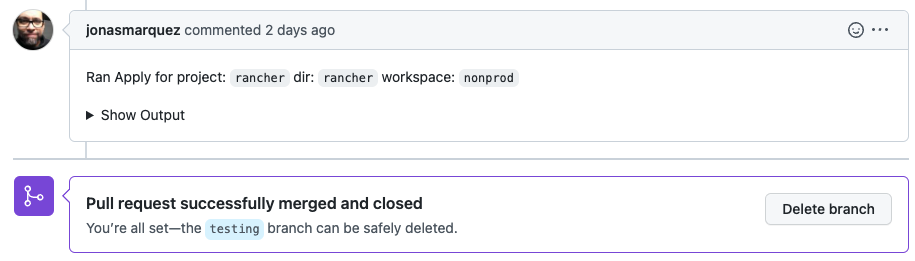 jonasmarquez commented 2 days ago
Ran Apply for project: rancher dir: rancher workspace: nonprod
Show Output
Pull request successfully merged and closed
You’re all set—the testing branch can be safely deleted.
Delete branch